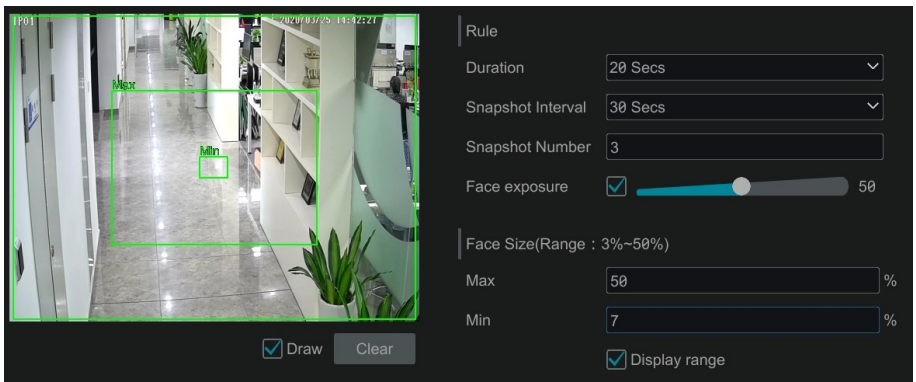 IP01
2020/03/25 14:42:27
Max
Min
Draw
Clear
Rule
Duration
20 Secs
Snapshot Interval
30 Secs
Snapshot Number
3
Face exposure
50
Face Size(Range : 3%~50%)
Max
50
%
Min
7
%
Display range